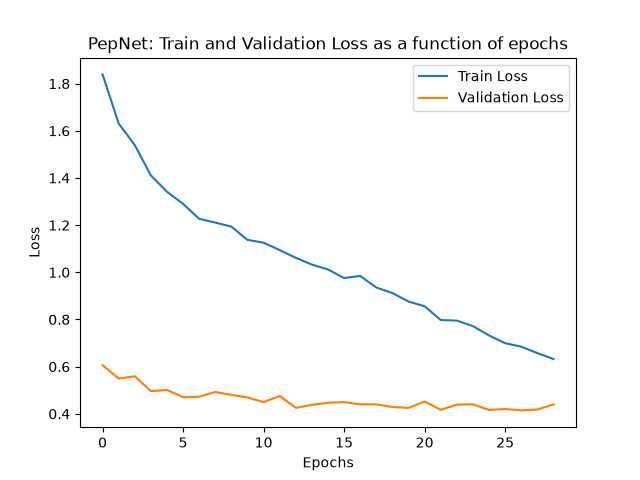 PepNet: Train and Validation Loss as a function of epochs
Train Loss
Validation Loss
Loss
1.8
1.6
1.4
1.2
1.0
0.8
0.6
0.4
0 5 10 15 20 25
Epochs